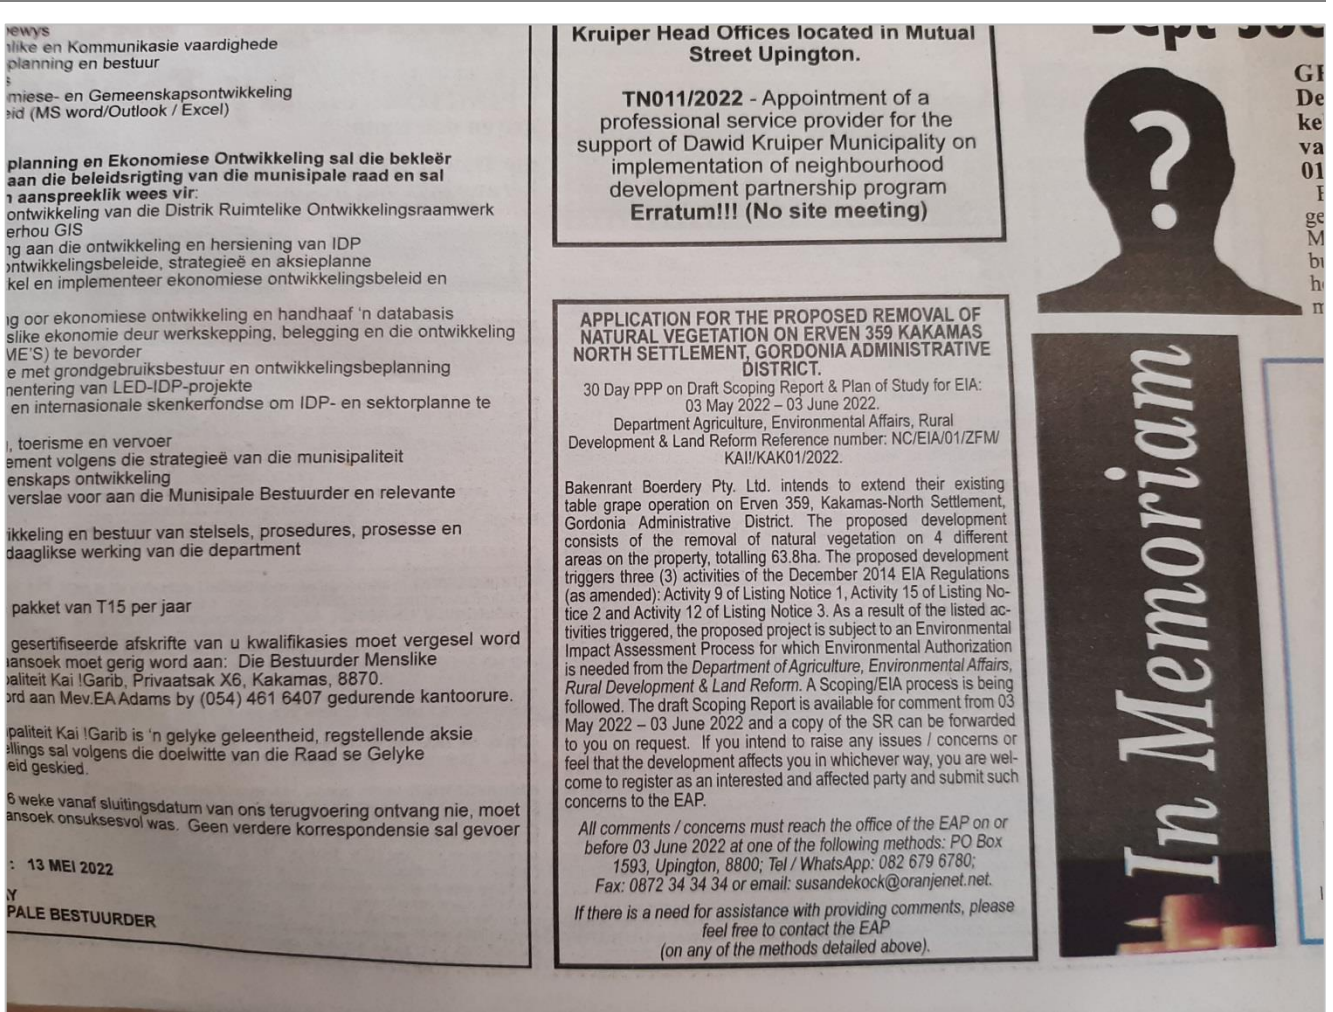 ewys
like en Kommunikasie vaardighede
planning en bestuur
s
miese- en Gemeenskapsontwikkeling
eid (MS word/Outlook / Excel)
planning en Ekonomiese Ontwikkeling sal die bekleër
aan die beleidsrigting van die munisipale raad en sal
aanspreeklik wees vir:
ontwikkeling van die Distrik Ruimtelike Ontwikkelingsraamwerk
erhou GIS
ng aan die ontwikkeling en hersiening van IDP
ontwikkelingsbeleide, strategieë en aksieplanne
kel en implementeer ekonomiese ontwikkelingsbeleid en
ng oor ekonomiese ontwikkeling en handhaaf 'n databasis
slike ekonomie deur werkskepping, belegging en die ontwikkeling
ME'S) te bevorder
e met grondgebruiksbestuur en ontwikkelingsbeplanning
mentering van LED-IDP-projekte
en internasionale skenkerfondse om IDP- en sektorplanne te
, toerisme en vervoer
ement volgens die strategieë van die munisipaliteit
enskaps ontwikkeling
verslae voor aan die Munisipale Bestuurder en relevante
ikkeling en bestuur van stelsels, prosedures, prosesse en
daaglikse werking van die department
pakket van T15 per jaar
gesertifiseerde afskrifte van u kwalifikasies moet vergesel word
aansoek moet gerig word aan: Die Bestuurder Menslike
paliteit Kai !Garib, Privaatsak X6, Kakamas, 8870.
ord aan Mev.EA Adams by (054) 461 6407 gedurende kantoorure.
paliteit Kai !Garib is 'n gelyke geleentheid, regstellende aksie
ellings sal volgens die doelwitte van die Raad se Gelyke
eid geskied.
6 weke vanaf sluitingsdatum van ons terugvoering ontvang nie, moet
ansoek onsuksesvol was. Geen verdere korrespondensie sal gevoer
: 13 MEI 2022
Y
PALE BESTUURDER
Kruiper Head Offices located in Mutual
Street Upington.
TN011/2022 - Appointment of a
professional service provider for the
support of Dawid Kruiper Municipality on
implementation of neighbourhood
development partnership program
Erratum!!! (No site meeting)
APPLICATION FOR THE PROPOSED REMOVAL OF
NATURAL VEGETATION ON ERVEN 359 KAKAMAS
NORTH SETTLEMENT, GORDONIA ADMINISTRATIVE
DISTRICT.
30 Day PPP on Draft Scoping Report & Plan of Study for EIA:
03 May 2022 – 03 June 2022.
Department Agriculture, Environmental Affairs, Rural
Development & Land Reform Reference number: NC/EIA/01/ZFM/
KAI!/KAK01/2022.
Bakenrant Boerdery Pty. Ltd. intends to extend their existing
table grape operation on Erven 359, Kakamas-North Settlement,
Gordonia Administrative District. The proposed development
consists of the removal of natural vegetation on 4 different
areas on the property, totalling 63.8ha. The proposed development
triggers three (3) activities of the December 2014 EIA Regulations
(as amended): Activity 9 of Listing Notice 1, Activity 15 of Listing No-
tice 2 and Activity 12 of Listing Notice 3. As a result of the listed ac-
tivities triggered, the proposed project is subject to an Environmental
Impact Assessment Process for which Environmental Authorization
is needed from the Department of Agriculture, Environmental Affairs,
Rural Development & Land Reform. A Scoping/EIA process is being
followed. The draft Scoping Report is available for comment from 03
May 2022 – 03 June 2022 and a copy of the SR can be forwarded
to you on request. If you intend to raise any issues / concerns or
feel that the development affects you in whichever way, you are wel-
come to register as an interested and affected party and submit such
concerns to the EAP.
All comments / concerns must reach the office of the EAP on or
before 03 June 2022 at one of the following methods: PO Box
1593, Upington, 8800; Tel / WhatsApp: 082 679 6780;
Fax: 0872 34 34 34 or email: susandekock@oranjenet.net.
If there is a need for assistance with providing comments, please
feel free to contact the EAP
(on any of the methods detailed above).
?
In Memoriam
De
ke
va
01
ge
M
h
m